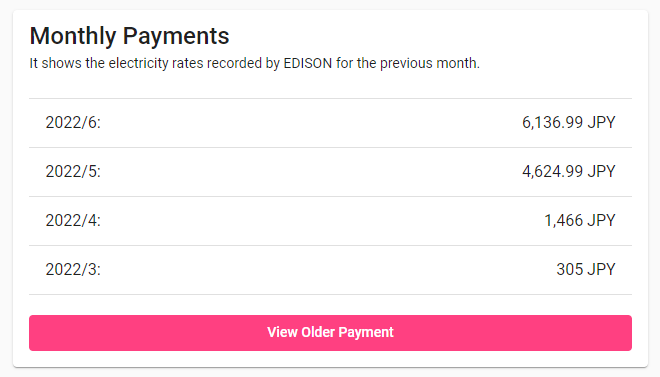 Monthly Payments
It shows the electricity rates recorded by EDISON for the previous month.
2022/6: 6,136.99 JPY
2022/5: 4,624.99 JPY
2022/4: 1,466 JPY
2022/3: 305 JPY
View Older Payment